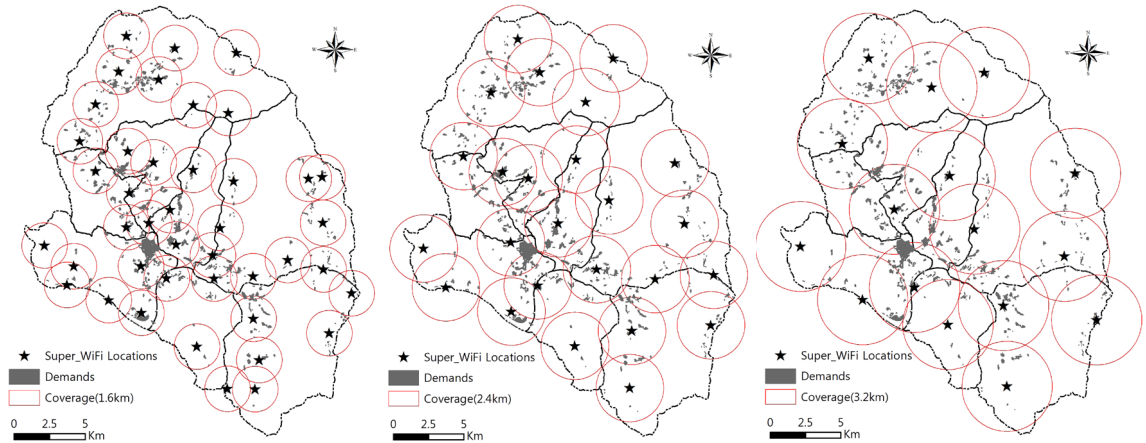 N
W E
S
Super_WiFi Locations
Demands
Coverage(1.6km)
0 2.5 5
Km
N
W E
S
Super_WiFi Locations
Demands
Coverage(2.4km)
0 2.5 5
Km
N
W E
S
Super_WiFi Locations
Demands
Coverage(3.2km)
0 2.5 5
Km